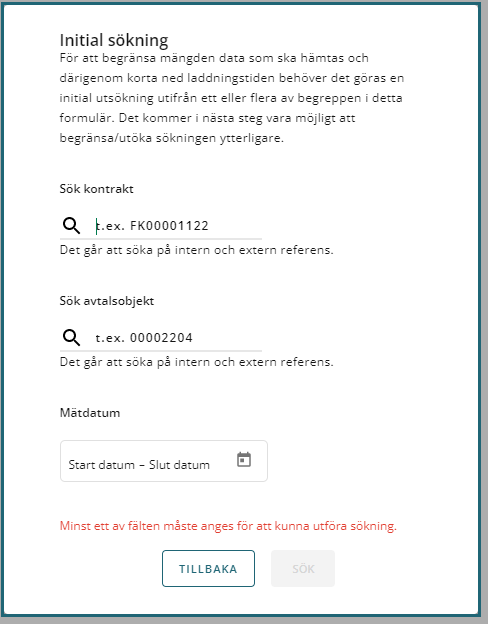 Initial sökning
För att begränsa mängden data som ska hämtas och
därigenom korta ned laddningstiden behöver det göras en
initial utsökning utifrån ett eller flera av begreppen i detta
formulär. Det kommer i nästa steg vara möjligt att
begränsa/utöka sökningen ytterligare.
Sök kontrakt
t.ex. FK00001122
Det går att söka på intern och extern referens.
Sök avtalsobjekt
t.ex. 00002204
Det går att söka på intern och extern referens.
Mätdatum
Start datum – Slut datum
Minst ett av fälten måste anges för att kunna utföra sökning.
TILLBAKA SÖK